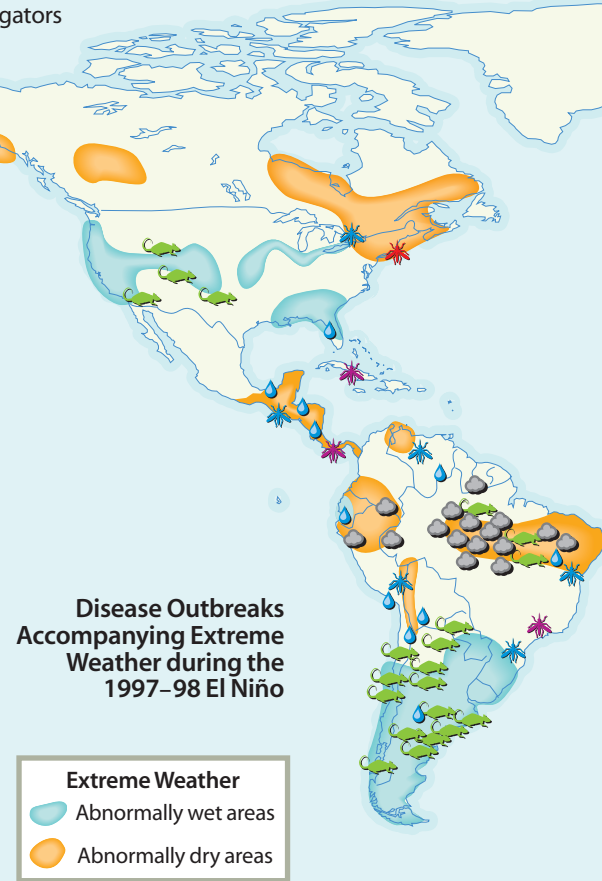 gators
Disease Outbreaks
Accompanying Extreme
Weather during the
1997–98 El Niño
Extreme Weather
Abnormally wet areas
Abnormally dry areas